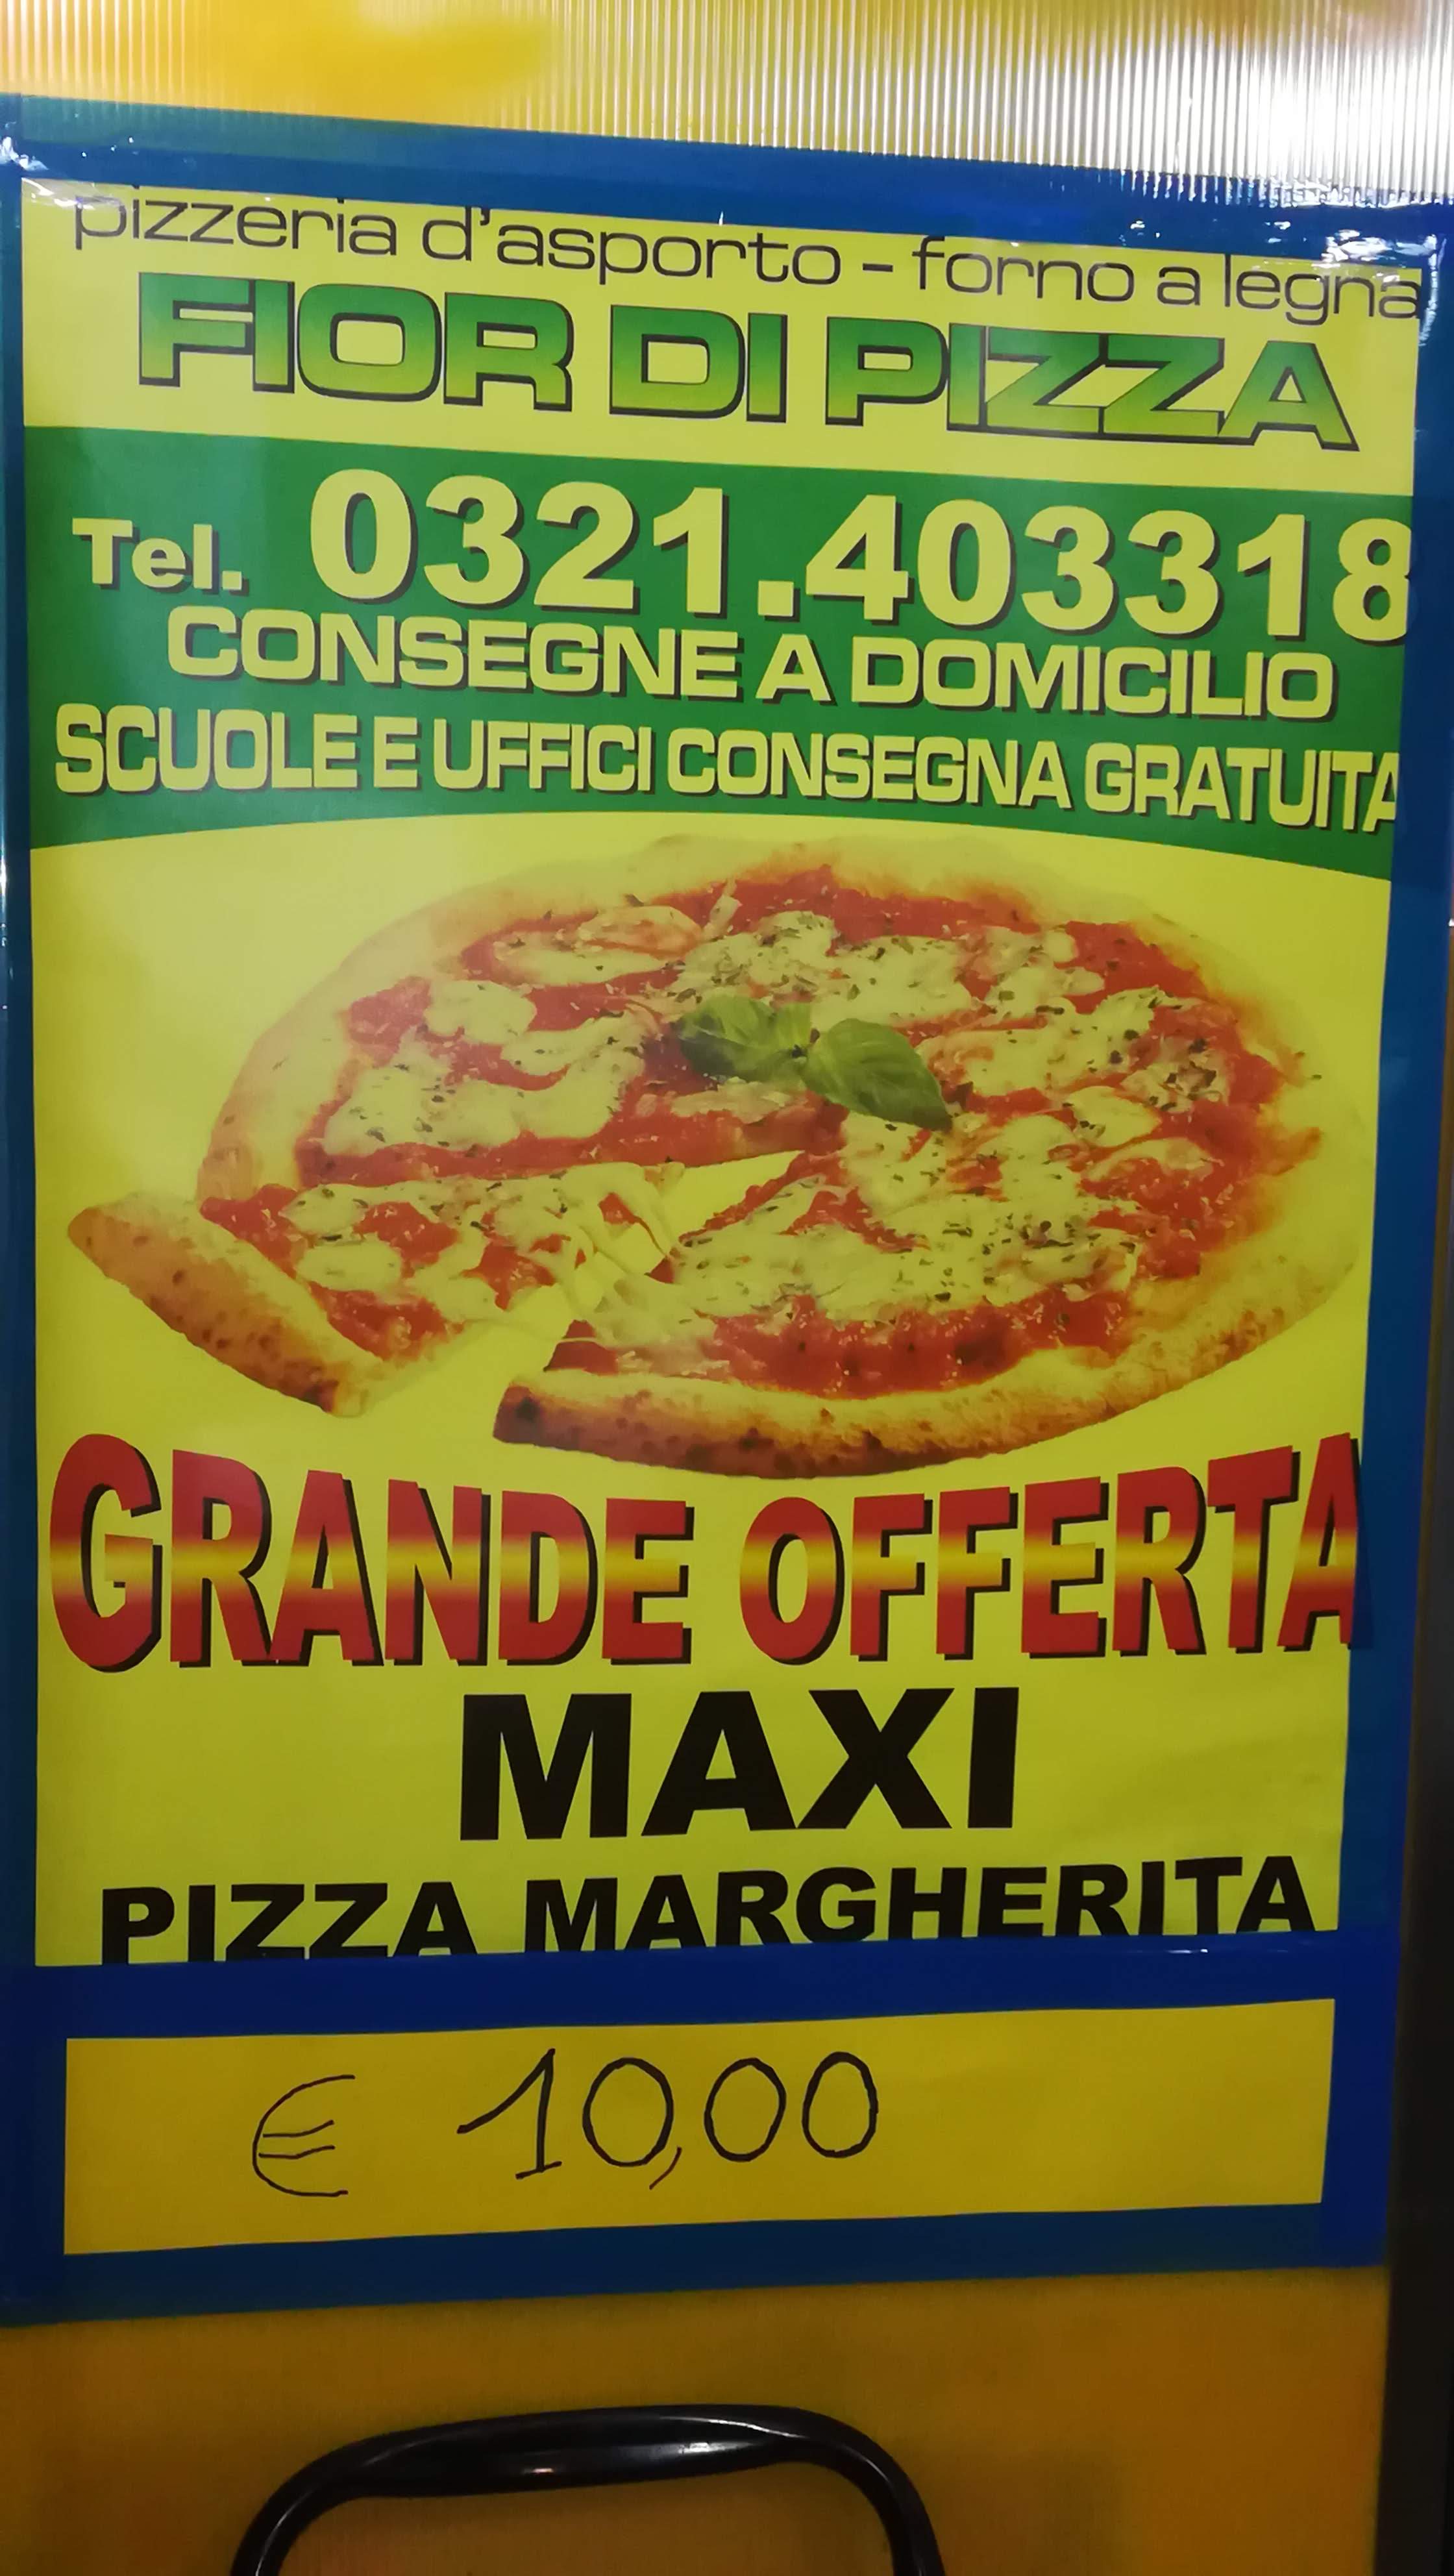 pizzeria d'asporto - forno a legna
FIOR DI PIZZA
Tel. 0321.403318
CONSEGNE A DOMICILIO
SCUOLE E UFFICI CONSEGNA GRATUITA
GRANDE OFFERTA
MAXI
PIZZA MARGHERITA
€ 10,00